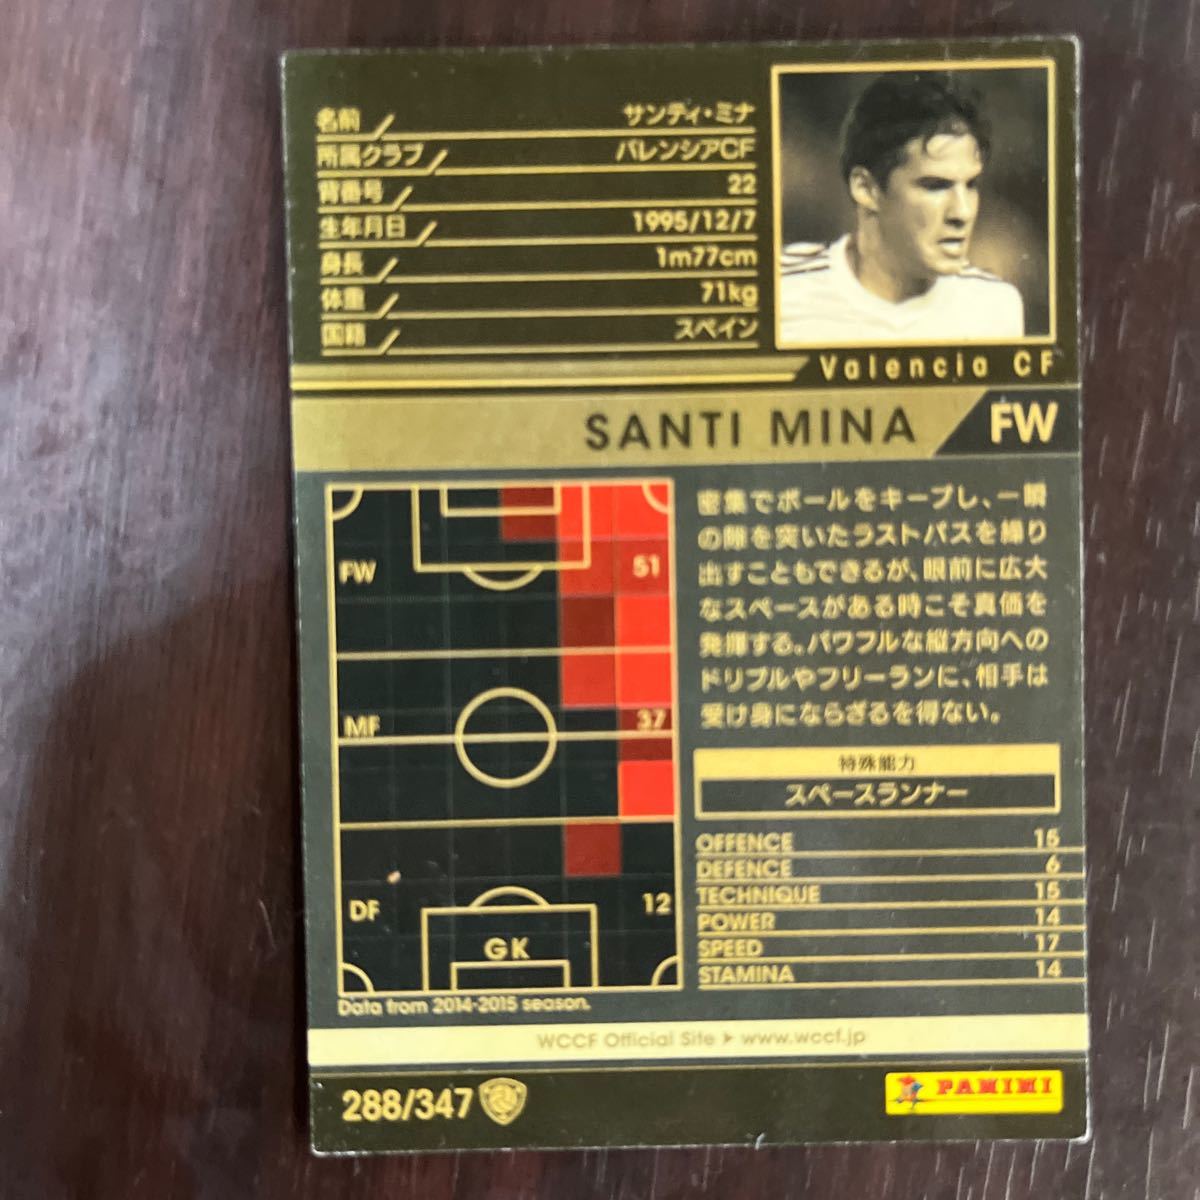 名前 サンティ・ミナ
所属クラブ バレンシアCF
背番号 22
生年月日 1995/12/7
身長 1m77cm
体重 71kg
国籍 スペイン
Valencia CF
SANTI MINA FW
FW 51
MF 37
DF 12
GK
Data from 2014-2015 season.
密集でボールをキープし、一瞬
の隙を突いたラストパスを繰り
出すこともできるが、眼前に広大
なスペースがある時こそ真価を
発揮する。パワフルな縦方向への
ドリブルやフリーランに、相手は
受け身にならざるを得ない。
特殊能力
スペースランナー
OFFENCE 15
DEFENCE 6
TECHNIQUE 15
POWER 14
SPEED 17
STAMINA 14
WCCF Official Site ▶ www.wccf.jp
288/347
PANINI